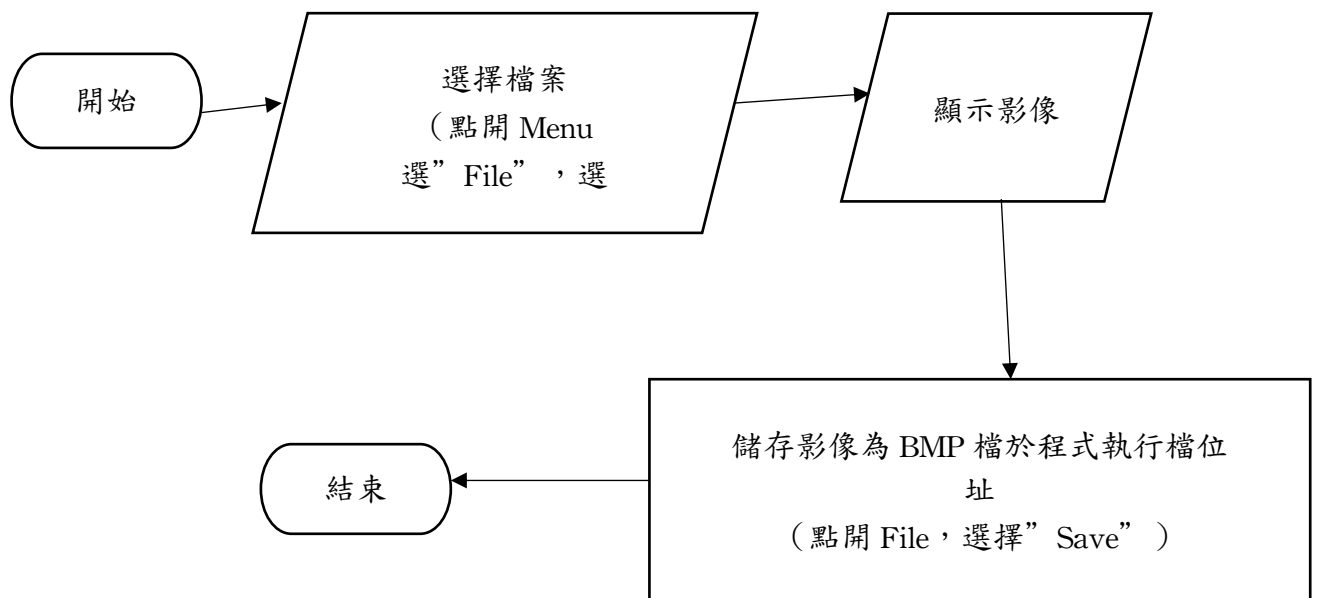 開始
選擇檔案
（點開 Menu
選”File”，選
顯示影像
儲存影像為 BMP 檔於程式執行檔位
址
（點開 File，選擇”Save”）
結束